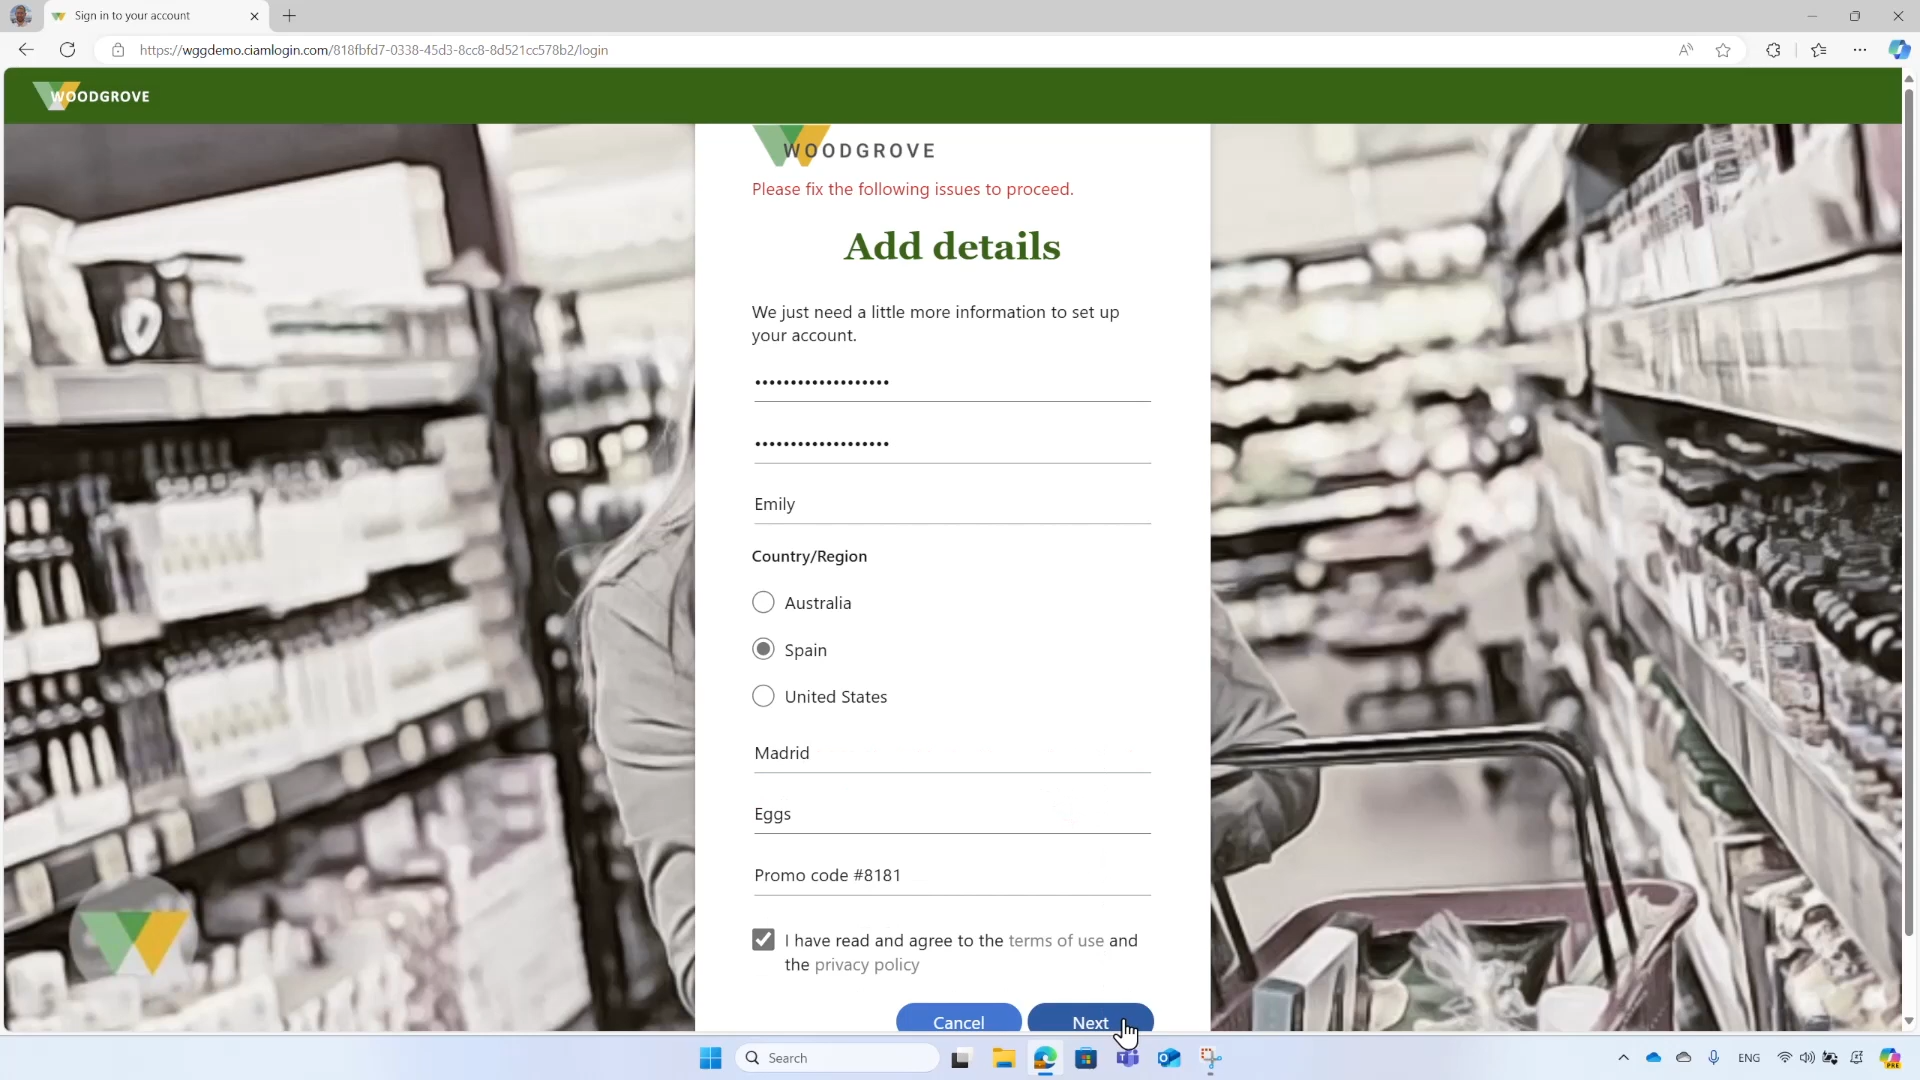 Sign in to your account
https://wggdemo.ciamlogin.com/818fbfd7-0338-45d3-8cc8-8d521cc578b2/login
WOODGROVE
WOODGROVE
Please fix the following issues to proceed.
Add details
We just need a little more information to set up
your account.
•••••••••••••••••••
•••••••••••••••••••
Emily
Country/Region
Australia
Spain
United States
Madrid
Eggs
Promo code #8181
I have read and agree to the terms of use and
the privacy policy
Cancel
Next
Search
ENG
PRE